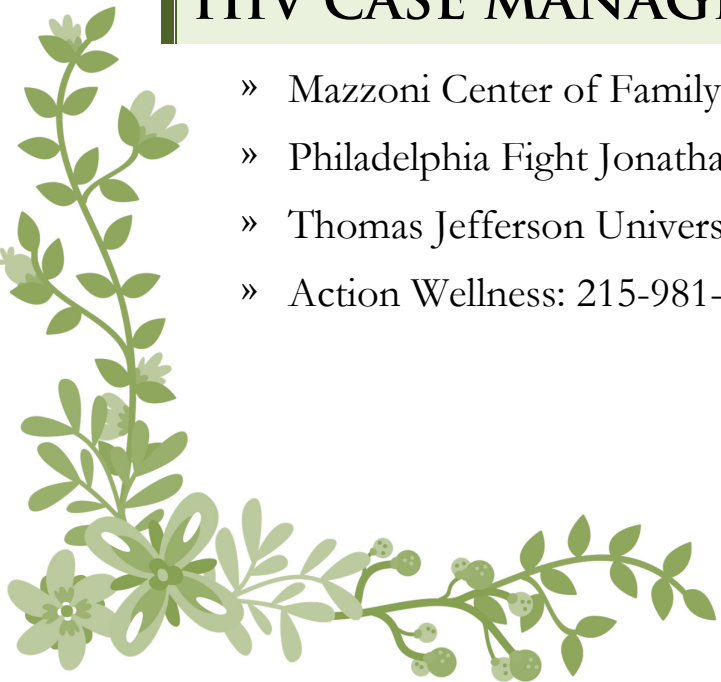 HIV CASE MANAG
» Mazzoni Center of Family
» Philadelphia Fight Jonatha
» Thomas Jefferson Univers
» Action Wellness: 215-981-